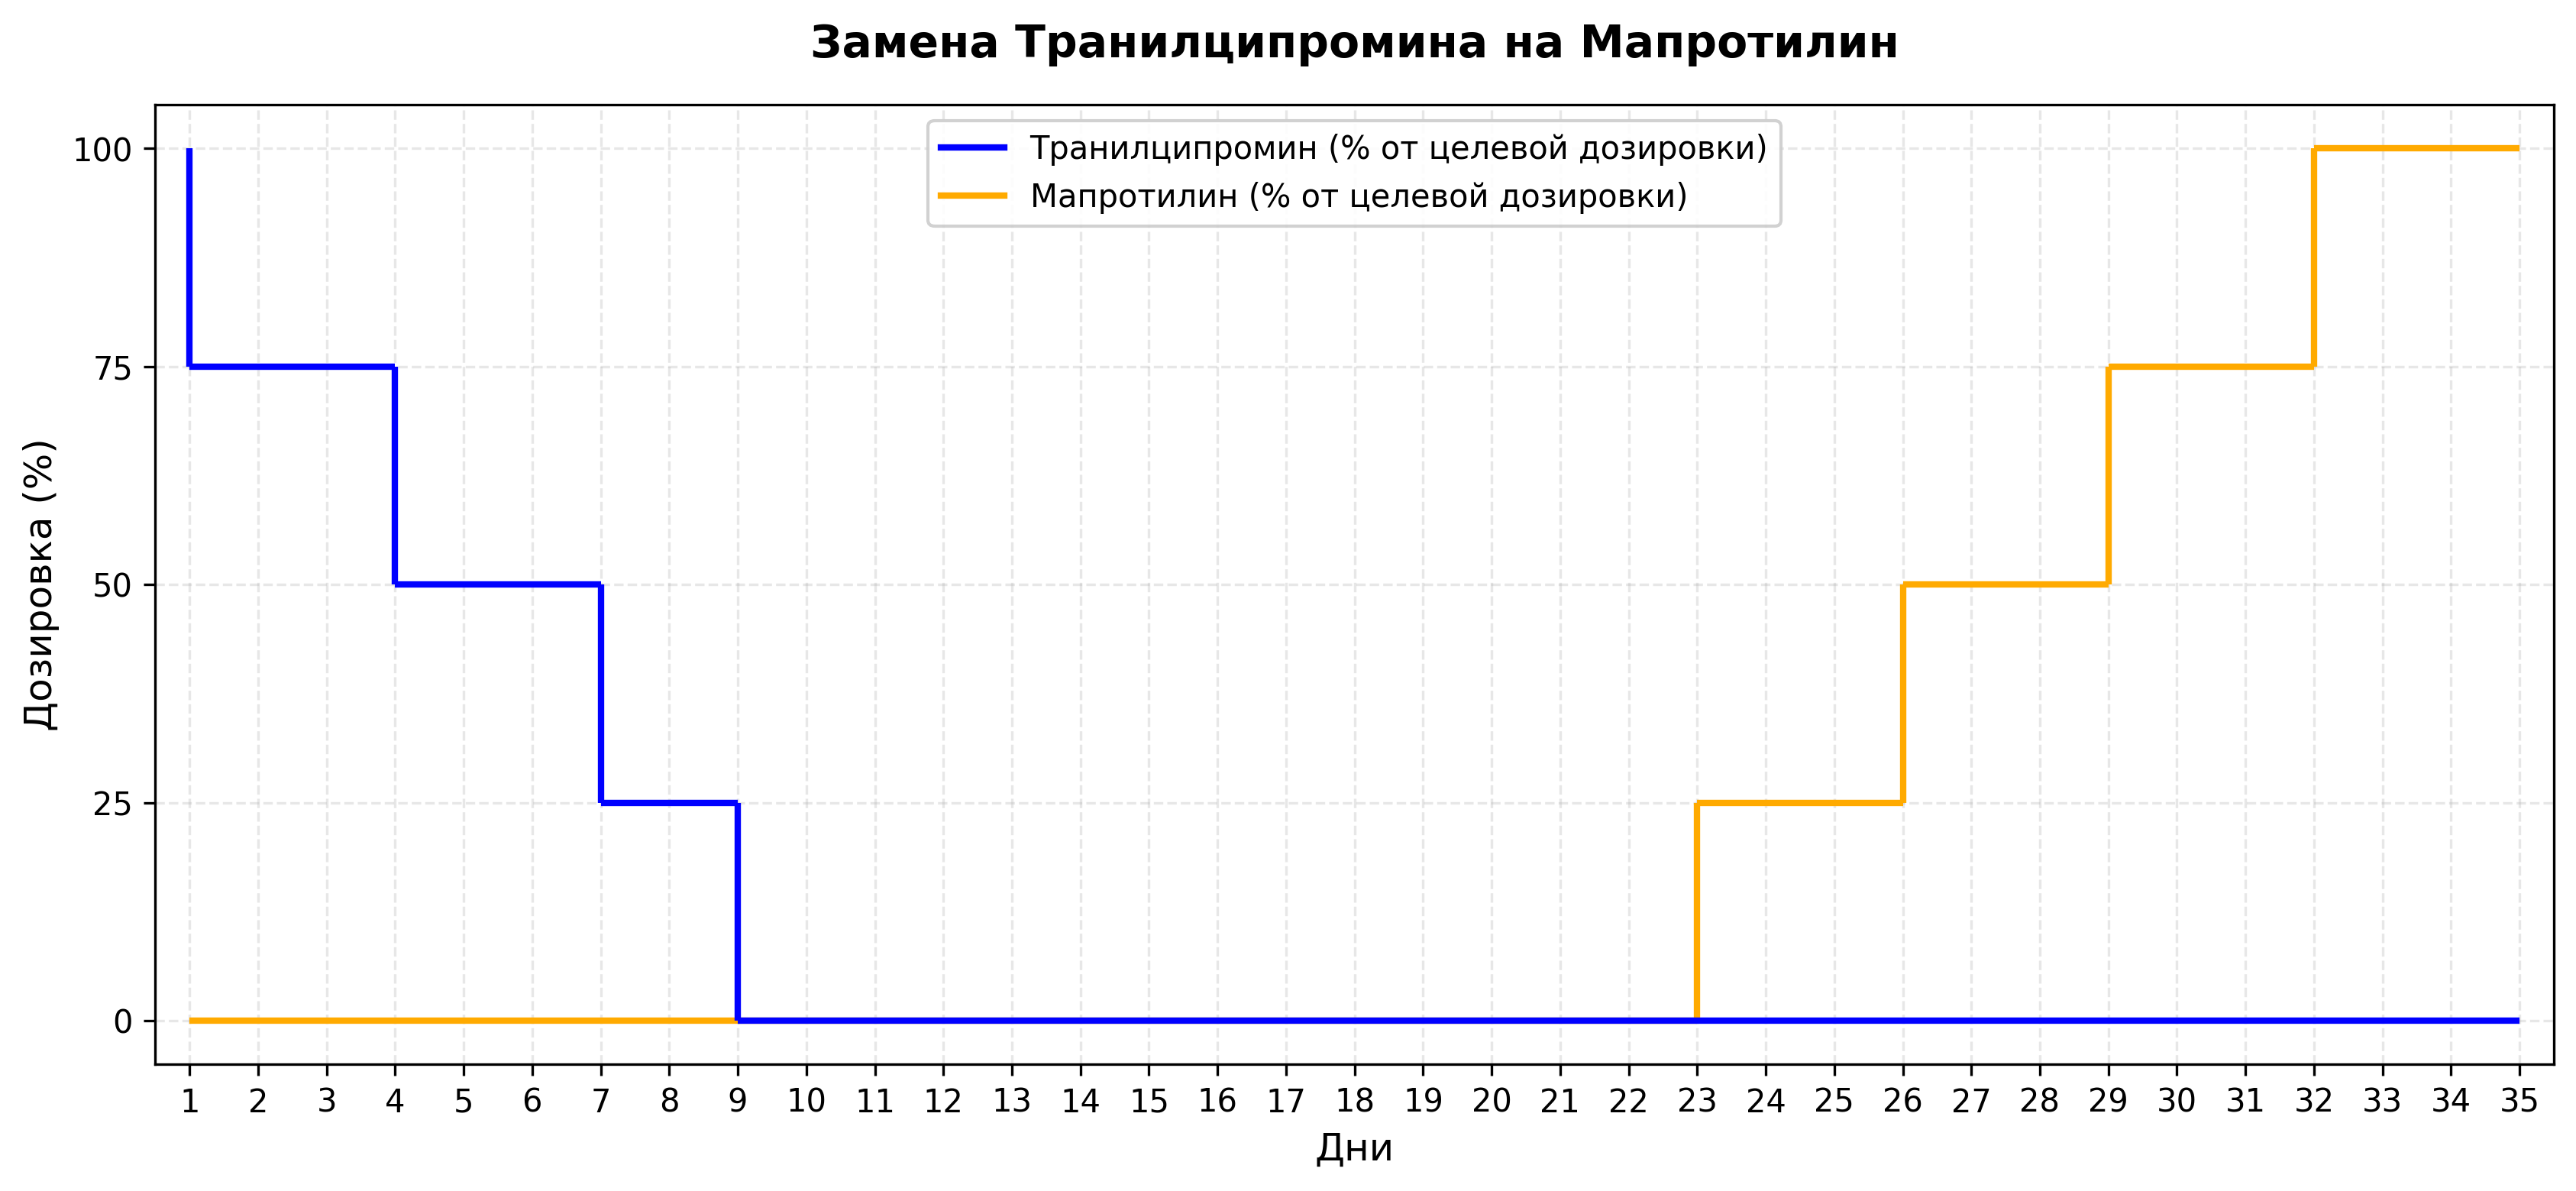 Замена Транилципромина на Мапротилин
Транилципромин (% от целевой дозировки)
Мапротилин (% от целевой дозировки)
Дозировка (%)
100
75
50
25
0
1 2 3 4 5 6 7 8 9 10 11 12 13 14 15 16 17 18 19 20 21 22 23 24 25 26 27 28 29 30 31 32 33 34 35
Дни